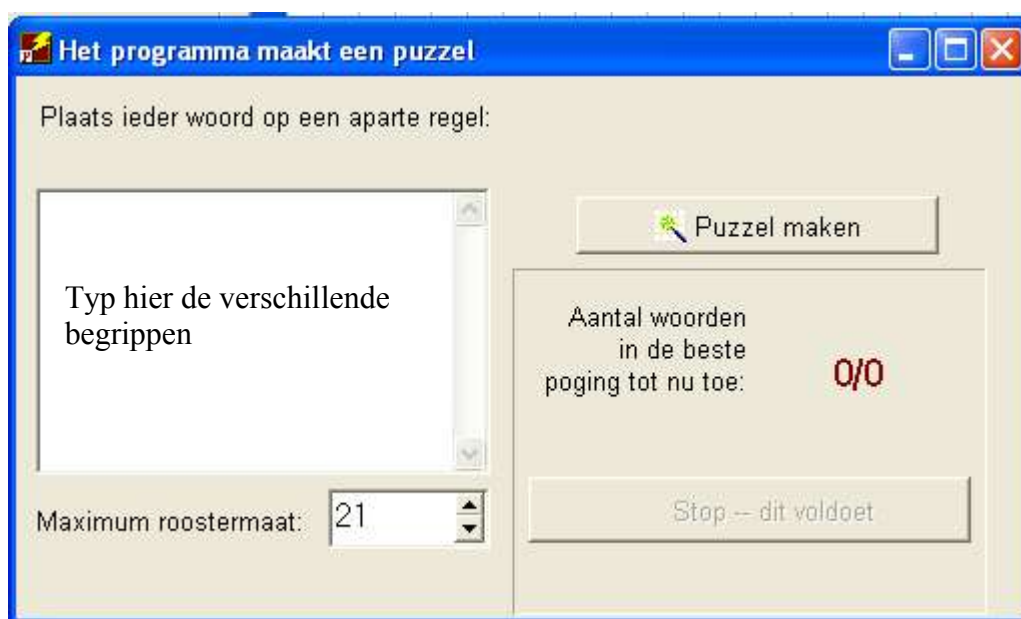 Het programma maakt een puzzel
Plaats ieder woord op een aparte regel:
Typ hier de verschillende
begrippen
Maximum roostermaat: 21
Puzzel maken
Aantal woorden
in de beste
poging tot nu toe: 0/0
Stop -- dit voldoet